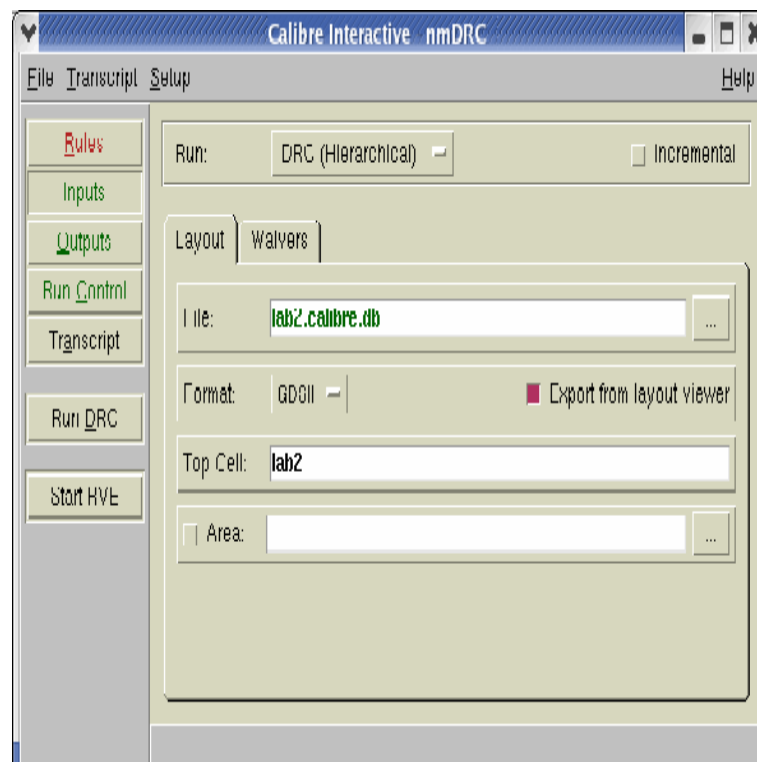 Calibre Interactive nmDRC
File Transcript Setup Help
Rules
Inputs
Outputs
Run Control
Transcript
Run DRC
Start RVE
Run: DRC (Hierarchical) Incremental
Layout Waivers
File: lab2.calibre.db ...
Format: GDSII Export from layout viewer
Top Cell: lab2
Area: ...